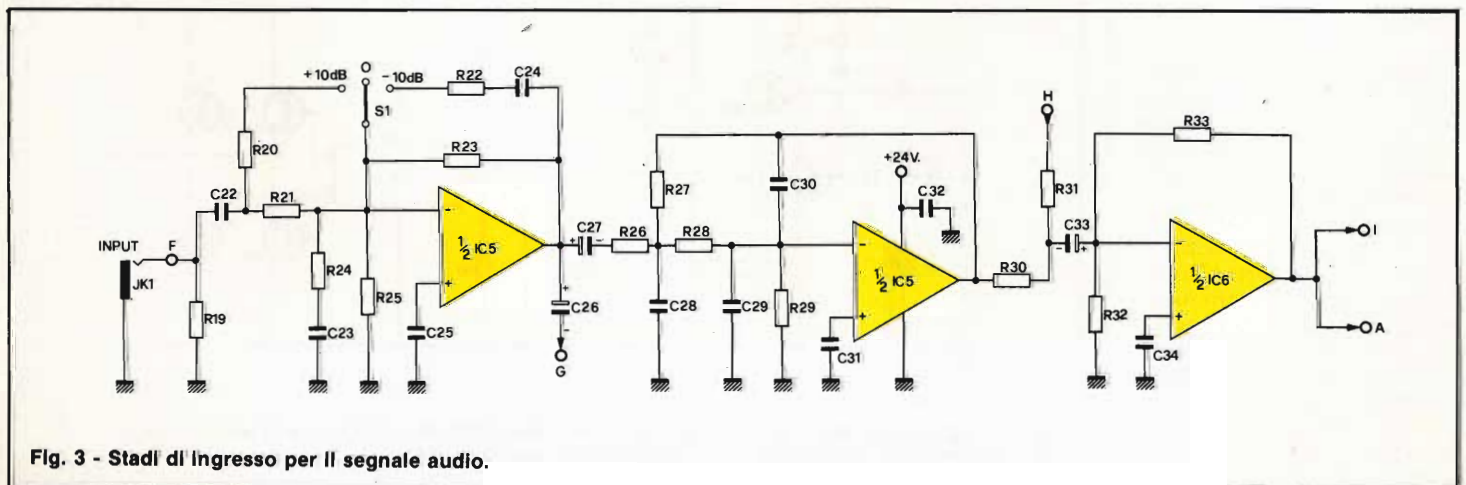 +10dB
O
-10dB
S1
R22
C24
R23
R20
C22
R21
INPUT
F
JK1
R19
R24
C23
R25
C25
-
+
½ IC5
C27
+
-
R26
+
C26
-
G
R27
R28
C28
C29
C30
R29
C31
-
+
½ IC5
+24V.
C32
R30
H
R31
C33
-
+
R32
R33
C34
-
+
½ IC6
I
A
Fig. 3 - Stadi di ingresso per il segnale audio.